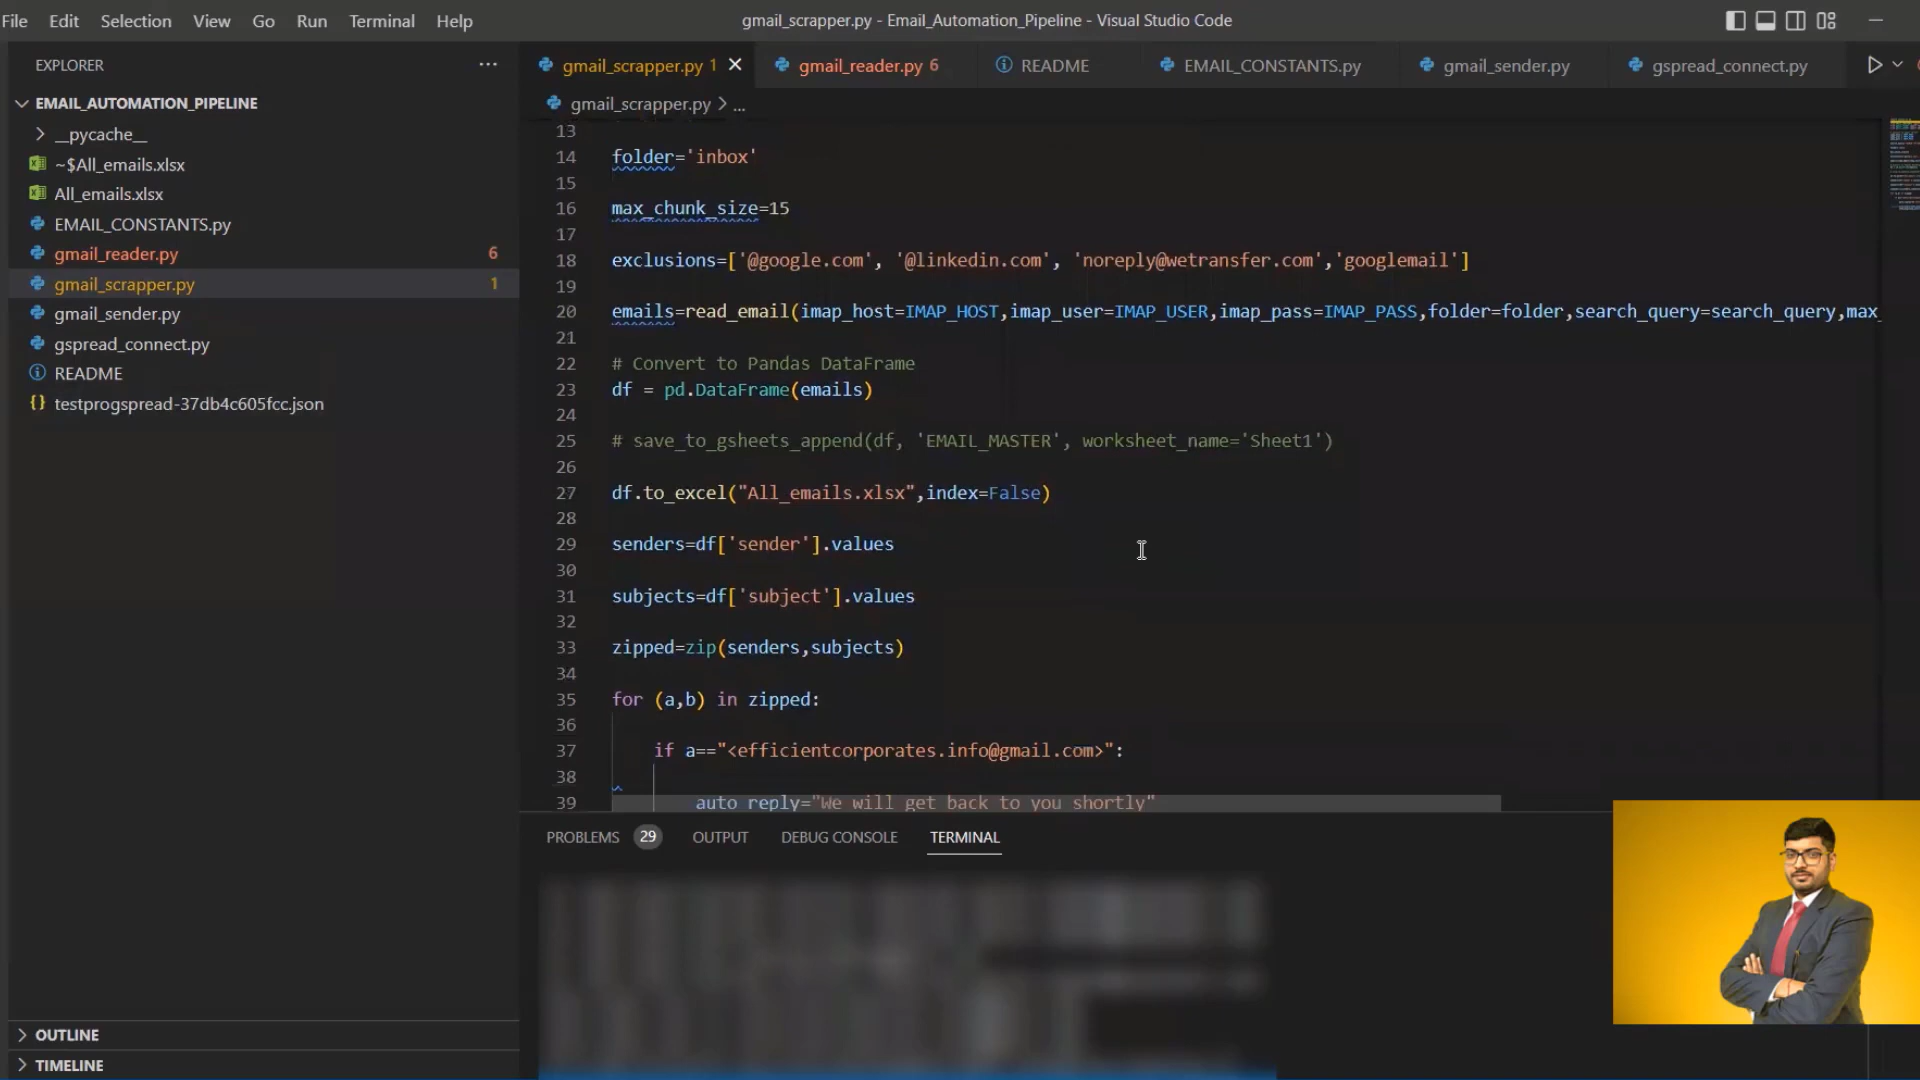 File Edit Selection View Go Run Terminal Help
gmail_scrapper.py - Email_Automation_Pipeline - Visual Studio Code
EXPLORER
EMAIL_AUTOMATION_PIPELINE
__pycache__
~$All_emails.xlsx
All_emails.xlsx
EMAIL_CONSTANTS.py
gmail_reader.py 6
gmail_scrapper.py 1
gmail_sender.py
gspread_connect.py
README
testprogspread-37db4c605fcc.json
OUTLINE
TIMELINE
gmail_scrapper.py 1 gmail_reader.py 6 README EMAIL_CONSTANTS.py gmail_sender.py gspread_connect.py
gmail_scrapper.py > ...
13
14 folder='inbox'
15
16 max_chunk_size=15
17
18 exclusions=['@google.com', '@linkedin.com', 'noreply@wetransfer.com','googlemail']
19
20 emails=read_email(imap_host=IMAP_HOST,imap_user=IMAP_USER,imap_pass=IMAP_PASS,folder=folder,search_query=search_query,max_
21
22 # Convert to Pandas DataFrame
23 df = pd.DataFrame(emails)
24
25 # save_to_gsheets_append(df, 'EMAIL_MASTER', worksheet_name='Sheet1')
26
27 df.to_excel("All_emails.xlsx",index=False)
28
29 senders=df['sender'].values
30
31 subjects=df['subject'].values
32
33 zipped=zip(senders,subjects)
34
35 for (a,b) in zipped:
36
37 if a=="<efficientcorporates.info@gmail.com>":
38
39 auto_reply="We will get back to you shortly"
PROBLEMS 29 OUTPUT DEBUG CONSOLE TERMINAL